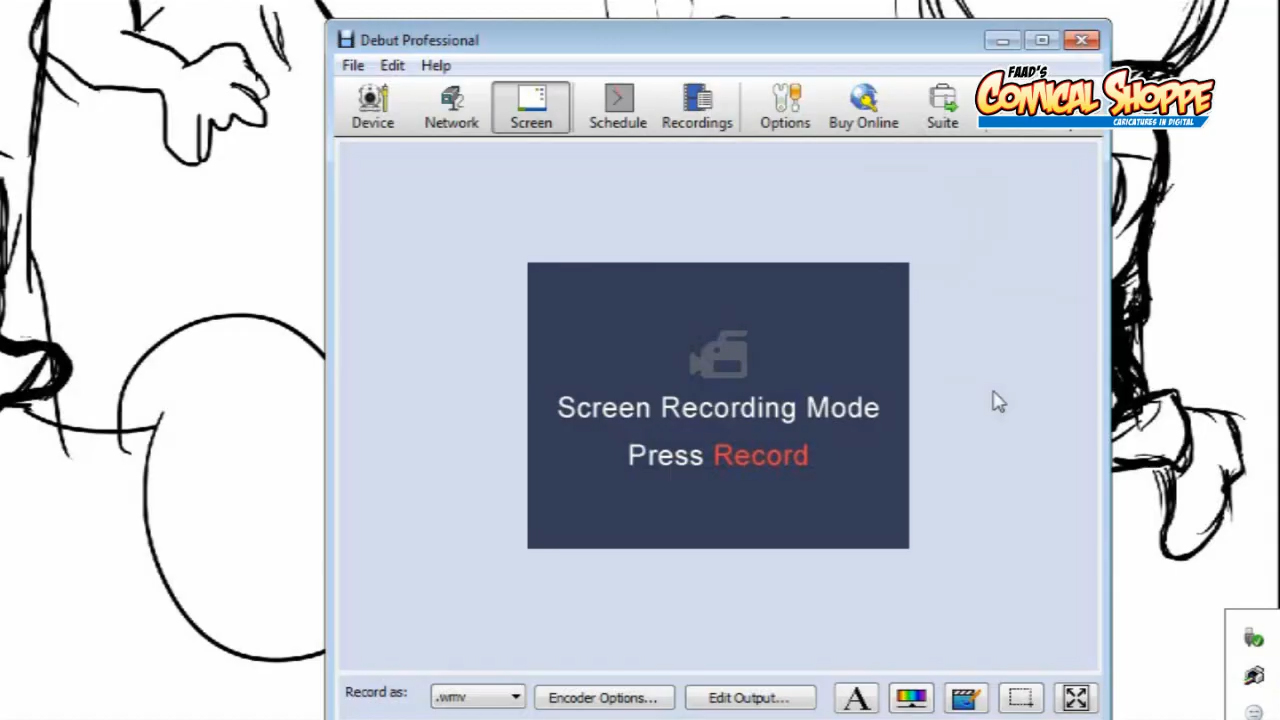 Debut Professional
FAAD'S
COMICAL SHOPPE
CARICATURES IN DIGITAL
File Edit Help
Device Network Screen Schedule Recordings Options Buy Online Suite
Screen Recording Mode
Press Record
Record as: .wmv Encoder Options... Edit Output... A